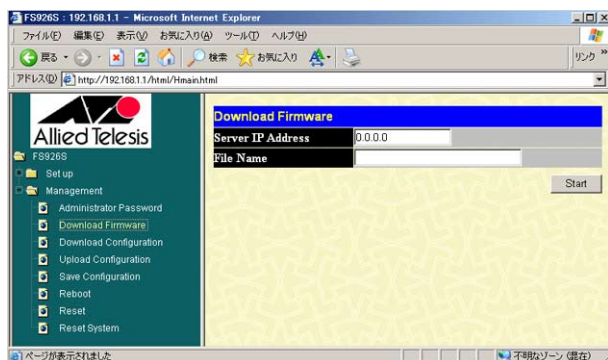 FS926S : 192.168.1.1 - Microsoft Internet Explorer
ファイル(F) 編集(E) 表示(V) お気に入り(A) ツール(T) ヘルプ(H)
戻る 検索 お気に入り リンク »
アドレス(D) http://192.168.1.1/html/Hmain.html
Allied Telesis
FS926S
Set up
Management
Administrator Password
Download Firmware
Download Configuration
Upload Configuration
Save Configuration
Reboot
Reset
Reset System
Download Firmware
Server IP Address 0.0.0.0
File Name
Start
ページが表示されました 不明なゾーン (混在)